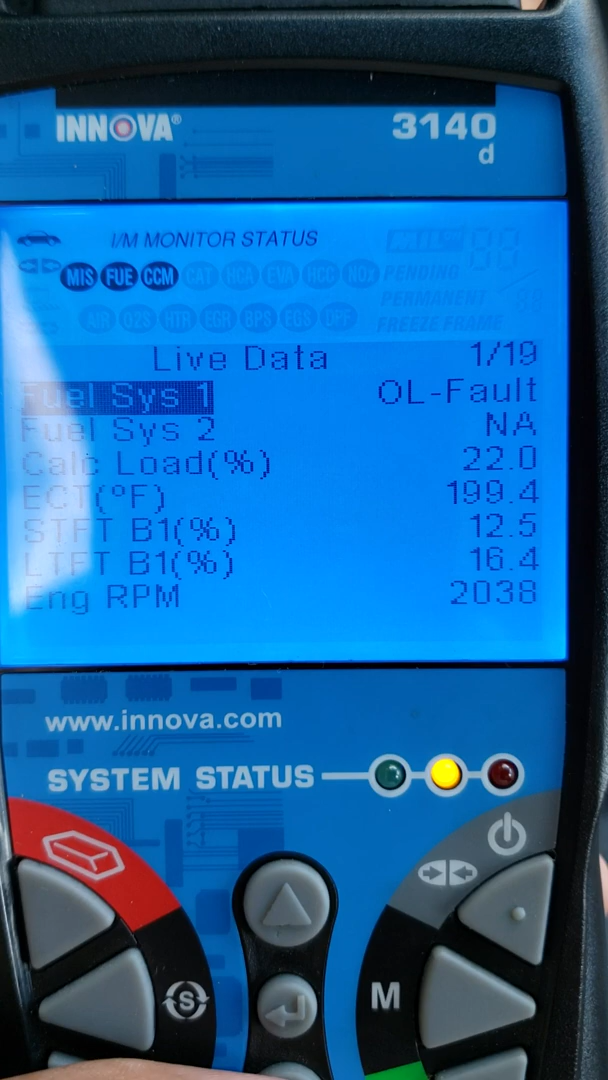 INNOVA®
3140
d
I/M MONITOR STATUS
MIL
MIS FUE CCM CAT HCA EVA HCC NOX
PENDING
PERMANENT
AIR O2S HTR EGR BPS EGS DPF
FREEZE FRAME
Live Data 1/19
Fuel Sys 1 OL-Fault
Fuel Sys 2 NA
Calc Load(%) 22.0
ECT(°F) 199.4
STFT B1(%) 12.5
LTFT B1(%) 16.4
Eng RPM 2038
www.innova.com
SYSTEM STATUS
S
M